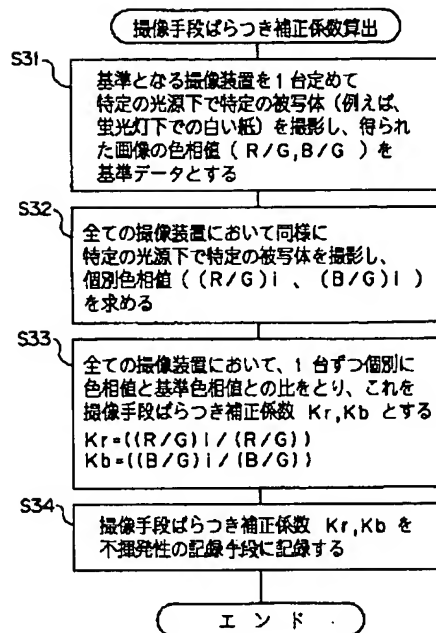 撮像手段ばらつき補正係数算出
S31
基準となる撮像装置を1台定めて
特定の光源下で特定の被写体(例えば、
蛍光灯下での白い紙)を撮影し、得られ
た画像の色相値(R/G,B/G)を
基準データとする
S32
全ての撮像装置において同様に
特定の光源下で特定の被写体を撮影し、
個別色相値((R/G)i、(B/G)i)
を求める
S33
全ての撮像装置において、1台ずつ個別に
色相値と基準色相値との比をとり、これを
撮像手段ばらつき補正係数 Kr,Kb とする
Kr=((R/G)i/(R/G))
Kb=((B/G)i/(B/G))
S34
撮像手段ばらつき補正係数 Kr,Kb を
不揮発性の記録手段に記録する
エンド